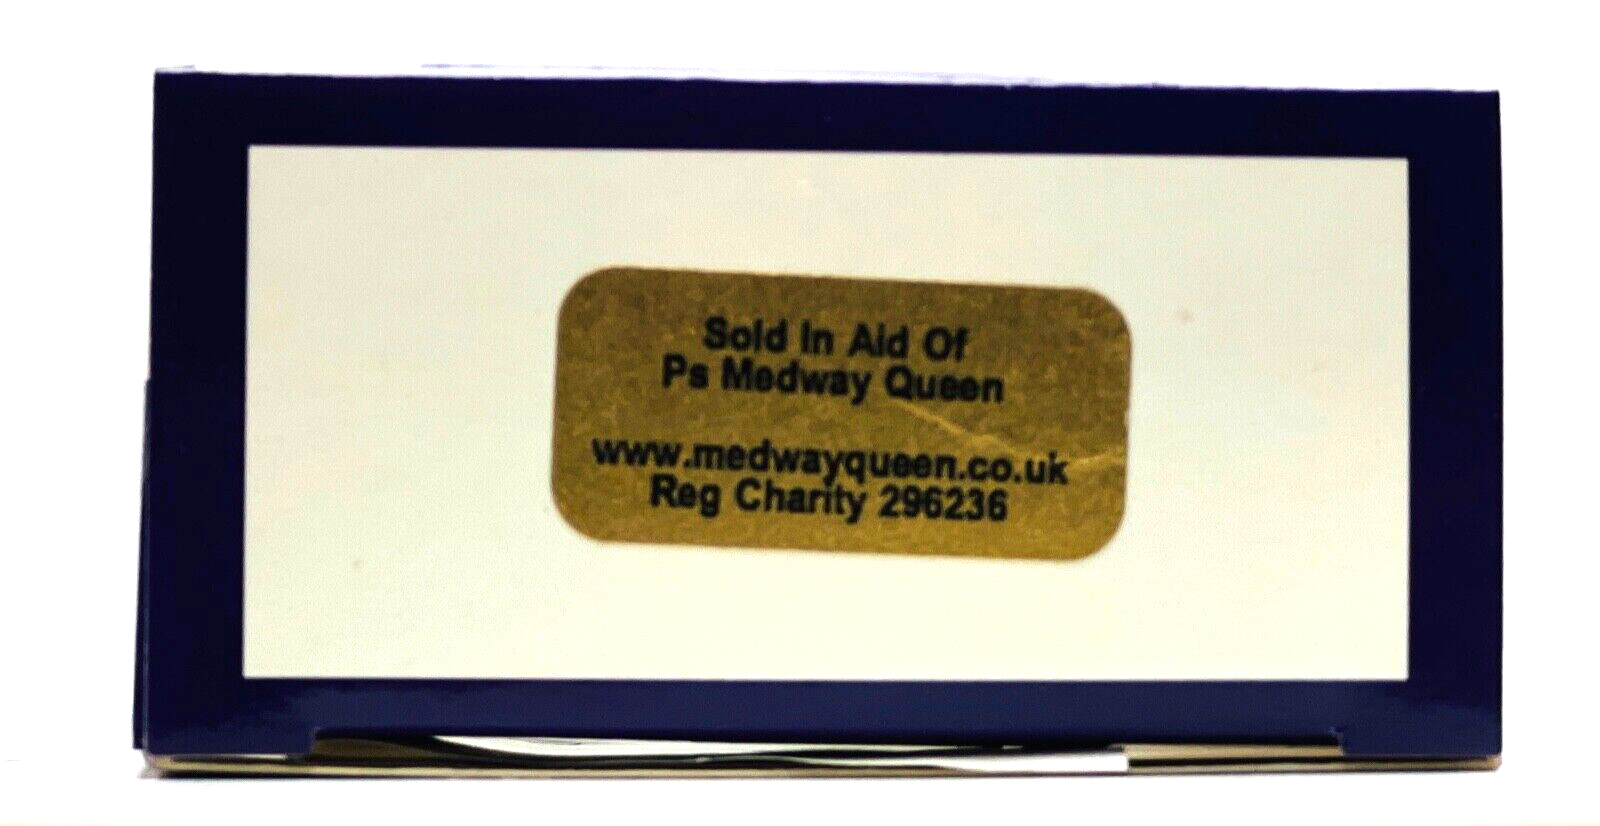 Sold In Aid Of
Ps Medway Queen
www.medwayqueen.co.uk
Reg Charity 296236